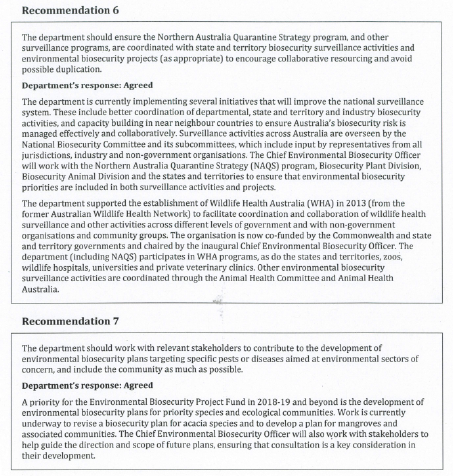 Recommendation 6
The department should ensure the Northern Australia Quarantine Strategy program, and other
surveillance programs, are coordinated with state and territory biosecurity surveillance activities and
environmental biosecurity projects (as appropriate) to encourage collaborative resourcing and avoid
possible duplication.
Department's response: Agreed
The department is currently implementing several initiatives that will improve the national surveillance
system. These include better coordination of departmental, state and territory and industry biosecurity
activities, and capacity building in near neighbour countries to ensure Australia's biosecurity risk is
managed effectively and collaboratively. Surveillance activities across Australia are overseen by the
National Biosecurity Committee and its subcommittees, which include input by representatives from all
jurisdictions, industry and non-government organisations. The Chief Environmental Biosecurity Officer
will work with the Northern Australia Quarantine Strategy (NAQS) program, Biosecurity Plant Division,
Biosecurity Animal Division and the states and territories to ensure that environmental biosecurity
priorities are included in both surveillance activities and projects.
The department supported the establishment of Wildlife Health Australia (WHA) in 2013 (from the
former Australian Wildlife Health Network) to facilitate coordination and collaboration of wildlife health
surveillance and other activities across different levels of government and with non-government
organisations and community groups. The organisation is now co-funded by the Commonwealth and state
and territory governments and chaired by the inaugural Chief Environmental Biosecurity Officer. The
department (including NAQS) participates in WHA programs, as do the states and territories, zoos,
wildlife hospitals, universities and private veterinary clinics. Other environmental biosecurity
surveillance activities are coordinated through the Animal Health Committee and Animal Health
Australia.
Recommendation 7
The department should work with relevant stakeholders to contribute to the development of
environmental biosecurity plans targeting specific pests or diseases aimed at environmental sectors of
concern, and include the community as much as possible.
Department's response: Agreed
A priority for the Environmental Biosecurity Project Fund in 2018-19 and beyond is the development of
environmental biosecurity plans for priority species and ecological communities. Work is currently
underway to revise a biosecurity plan for acacia species and to develop a plan for mangroves and
associated communities. The Chief Environmental Biosecurity Officer will also work with stakeholders to
help guide the direction and scope of future plans, ensuring that consultation is a key consideration in
their development.